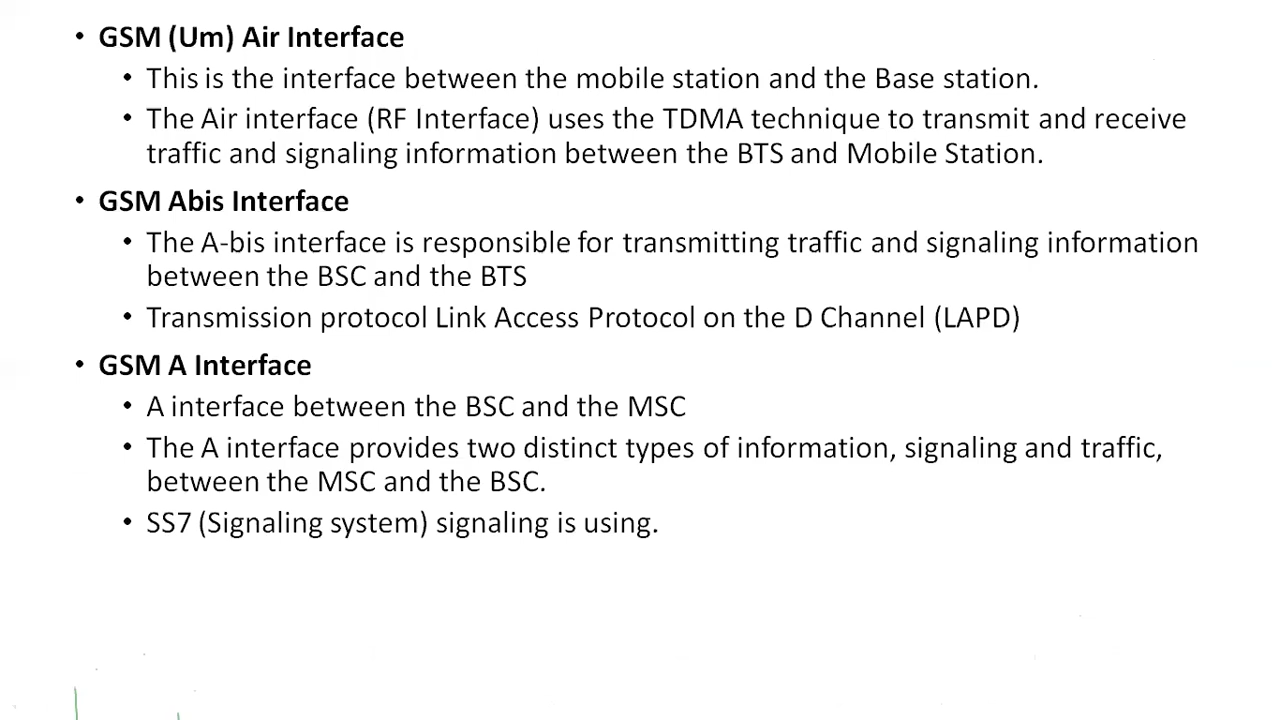 • GSM (Um) Air Interface
• This is the interface between the mobile station and the Base station.
• The Air interface (RF Interface) uses the TDMA technique to transmit and receive
traffic and signaling information between the BTS and Mobile Station.
• GSM Abis Interface
• The A-bis interface is responsible for transmitting traffic and signaling information
between the BSC and the BTS
• Transmission protocol Link Access Protocol on the D Channel (LAPD)
• GSM A Interface
• A interface between the BSC and the MSC
• The A interface provides two distinct types of information, signaling and traffic,
between the MSC and the BSC.
• SS7 (Signaling system) signaling is using.